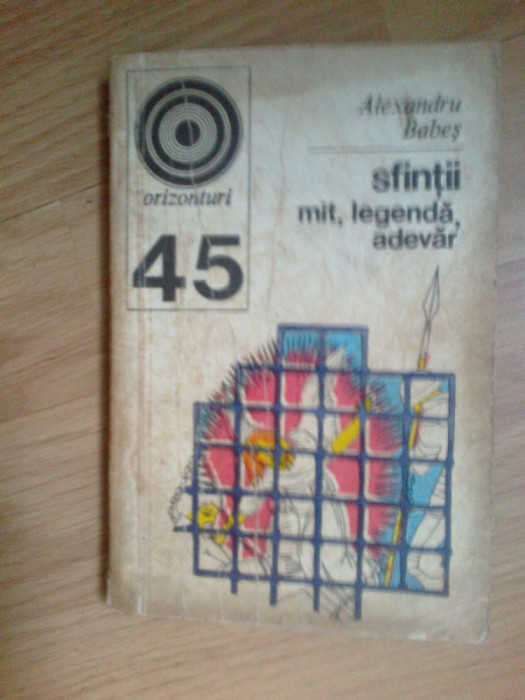 orizonturi
45
Alexandru
Babeș
sfinții
mit, legendă,
adevăr